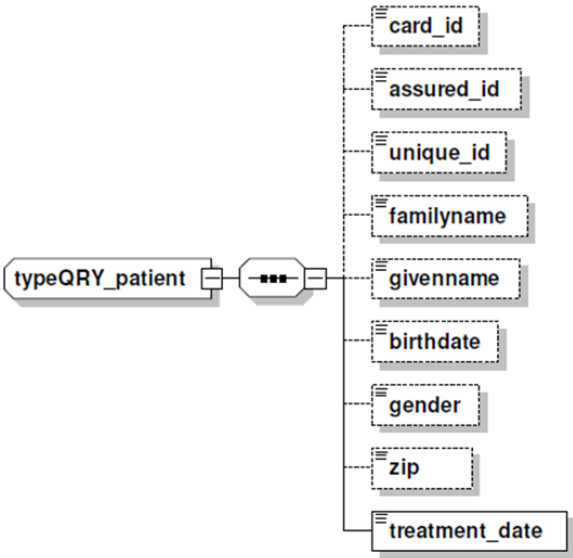 card_id
assured_id
unique_id
familyname
typeQRY_patient
givenname
birthdate
gender
zip
treatment_date